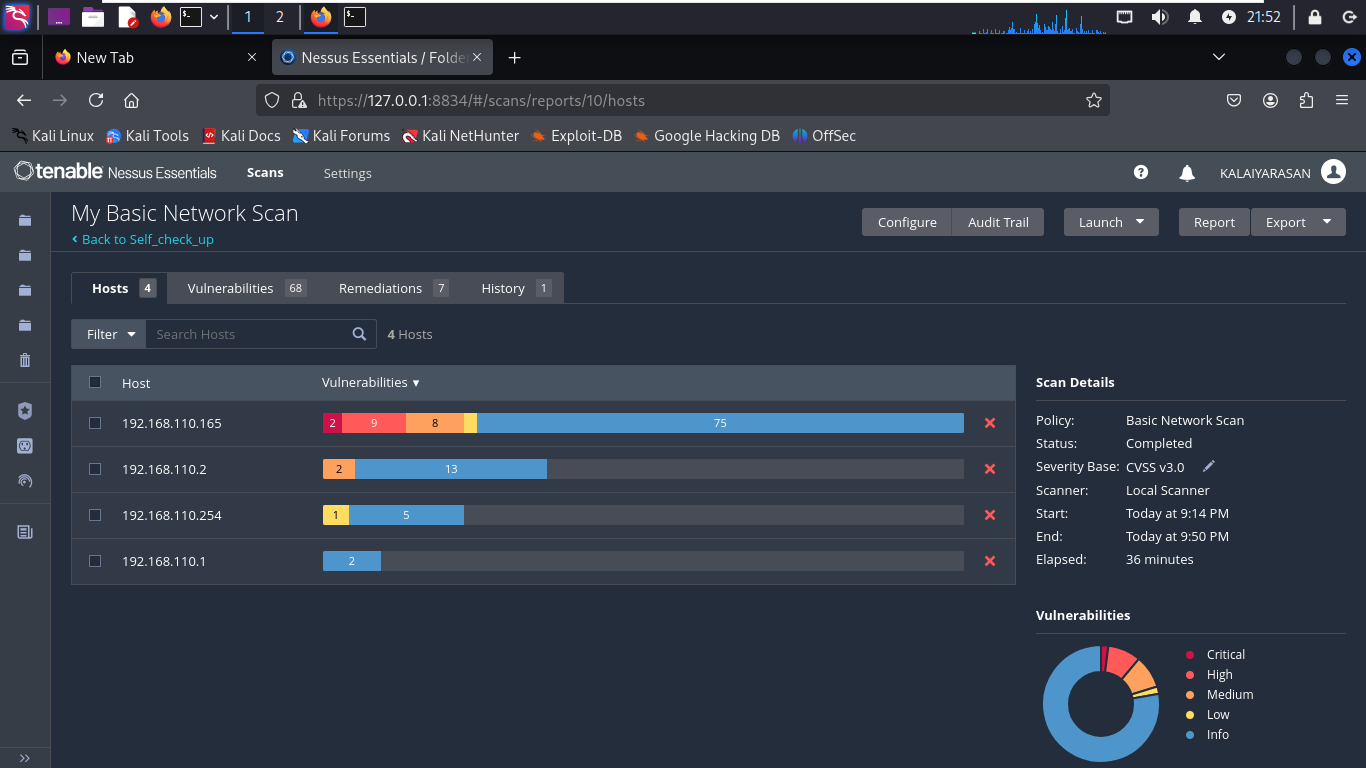 1 2 21:52
New Tab Nessus Essentials / Folde
https://127.0.0.1:8834/#/scans/reports/10/hosts
Kali Linux Kali Tools Kali Docs Kali Forums Kali NetHunter Exploit-DB Google Hacking DB OffSec
tenable Nessus Essentials Scans Settings KALAIYARASAN
My Basic Network Scan
Back to Self_check_up
Configure Audit Trail Launch Report Export
Hosts 4 Vulnerabilities 68 Remediations 7 History 1
Filter Search Hosts 4 Hosts
Host Vulnerabilities
192.168.110.165 2 9 8 75
192.168.110.2 2 13
192.168.110.254 1 5
192.168.110.1 2
Scan Details
Policy: Basic Network Scan
Status: Completed
Severity Base: CVSS v3.0
Scanner: Local Scanner
Start: Today at 9:14 PM
End: Today at 9:50 PM
Elapsed: 36 minutes
Vulnerabilities
Critical
High
Medium
Low
Info